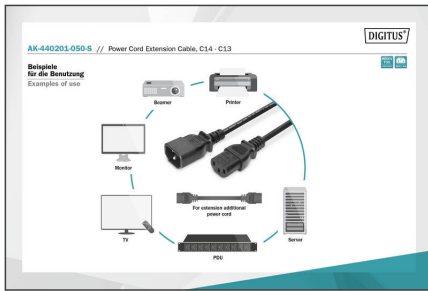 DIGITUS®
AK-440201-050-S // Power Cord Extension Cable, C14 - C13
Beispiele
für die Benutzung
Examples of use
Beamer
Printer
Monitor
For extension additional
power cord
TV
Server
PDU